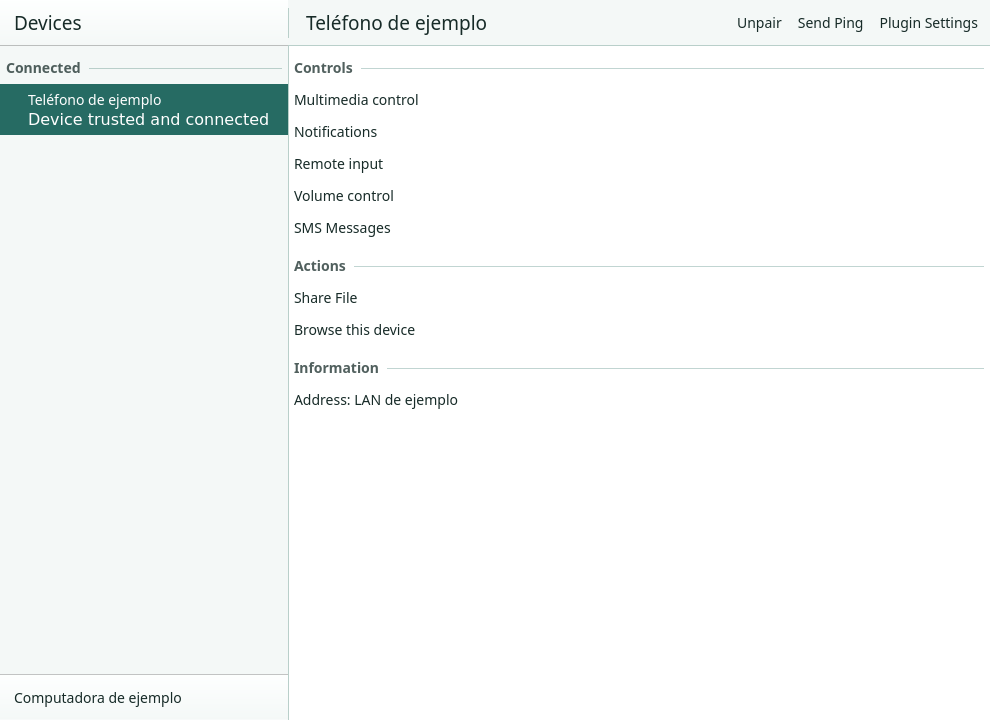 Devices
Connected
Teléfono de ejemplo
Device trusted and connected
Computadora de ejemplo
Teléfono de ejemplo
Unpair
Send Ping
Plugin Settings
Controls
Multimedia control
Notifications
Remote input
Volume control
SMS Messages
Actions
Share File
Browse this device
Information
Address: LAN de ejemplo